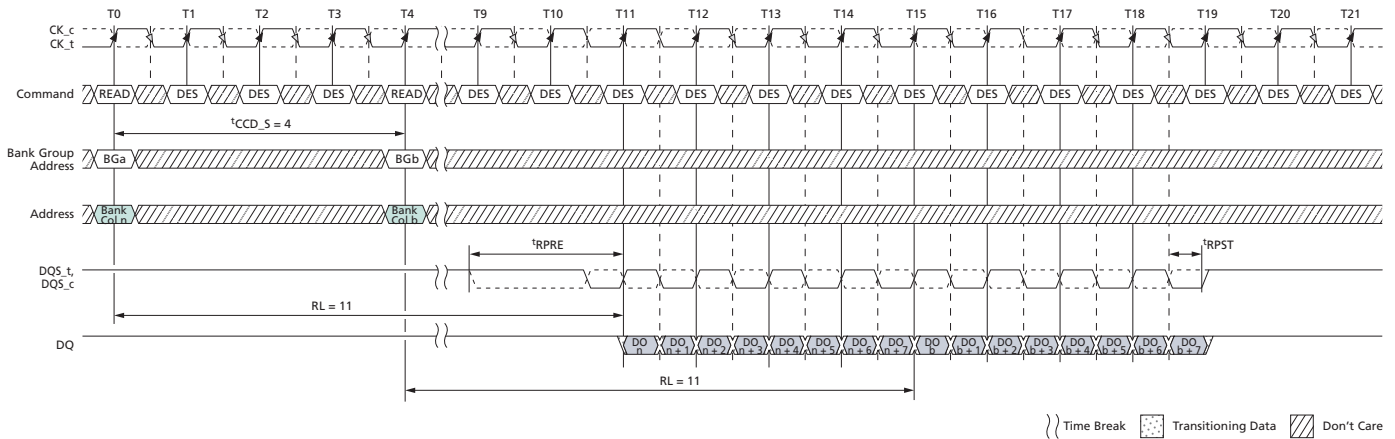 T0 T1 T2 T3 T4 T9 T10 T11 T12 T13 T14 T15 T16 T17 T18 T19 T20 T21
CK_c
CK_t
Command READ DES DES DES READ DES DES DES DES DES DES DES DES DES DES DES DES DES
tCCD_S = 4
Bank Group
Address BGa BGb
Address Bank
Col n Bank
Col b
tRPRE tRPST
DQS_t,
DQS_c
RL = 11
DQ DO
n DO
n + 1 DO
n + 2 DO
n + 3 DO
n + 4 DO
n + 5 DO
n + 6 DO
n + 7 DO
b DO
b + 1 DO
b + 2 DO
b + 3 DO
b + 4 DO
b + 5 DO
b + 6 DO
b + 7
RL = 11
Time Break Transitioning Data Don't Care